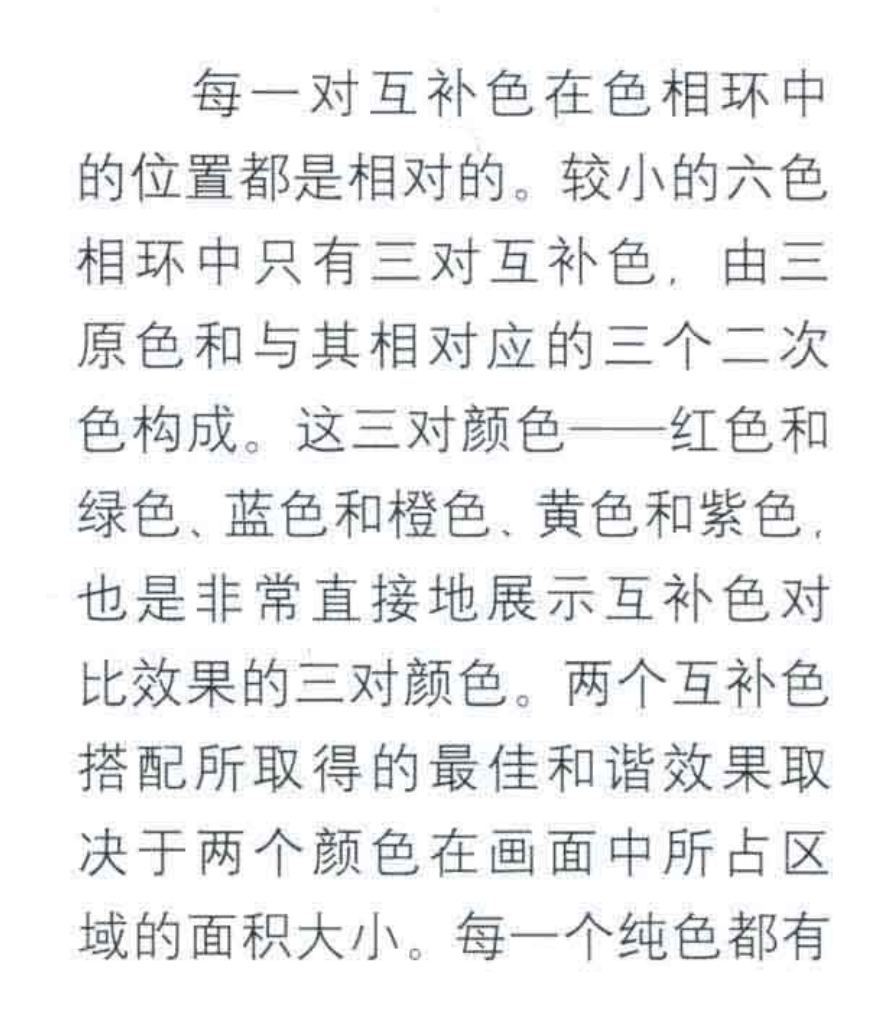 每一对互补色在色相环中
的位置都是相对的。较小的六色
相环中只有三对互补色，由三
原色和与其相对应的三个二次
色构成。这三对颜色——红色和
绿色、蓝色和橙色、黄色和紫色，
也是非常直接地展示互补色对
比效果的三对颜色。两个互补色
搭配所取得的最佳和谐效果取
决于两个颜色在画面中所占区
域的面积大小。每一个纯色都有